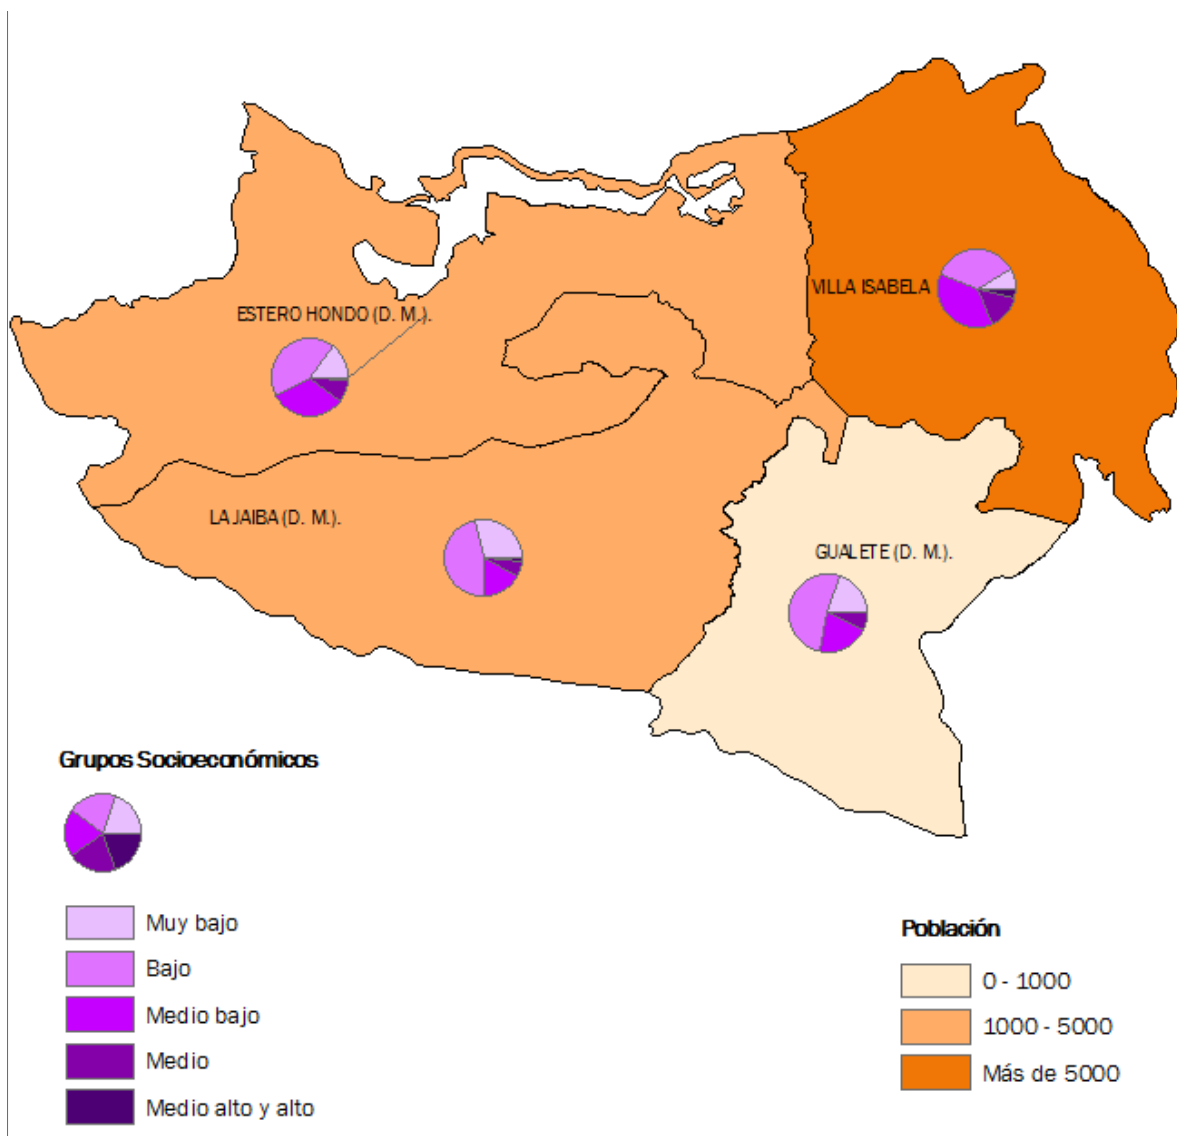 VILLA ISABELA
ESTERO HONDO (D. M.).
LA JAIBA (D. M.).
GUALETE (D. M.).
Grupos Socioeconómicos
Muy bajo
Bajo
Medio bajo
Medio
Medio alto y alto
Población
0 - 1000
1000 - 5000
Más de 5000